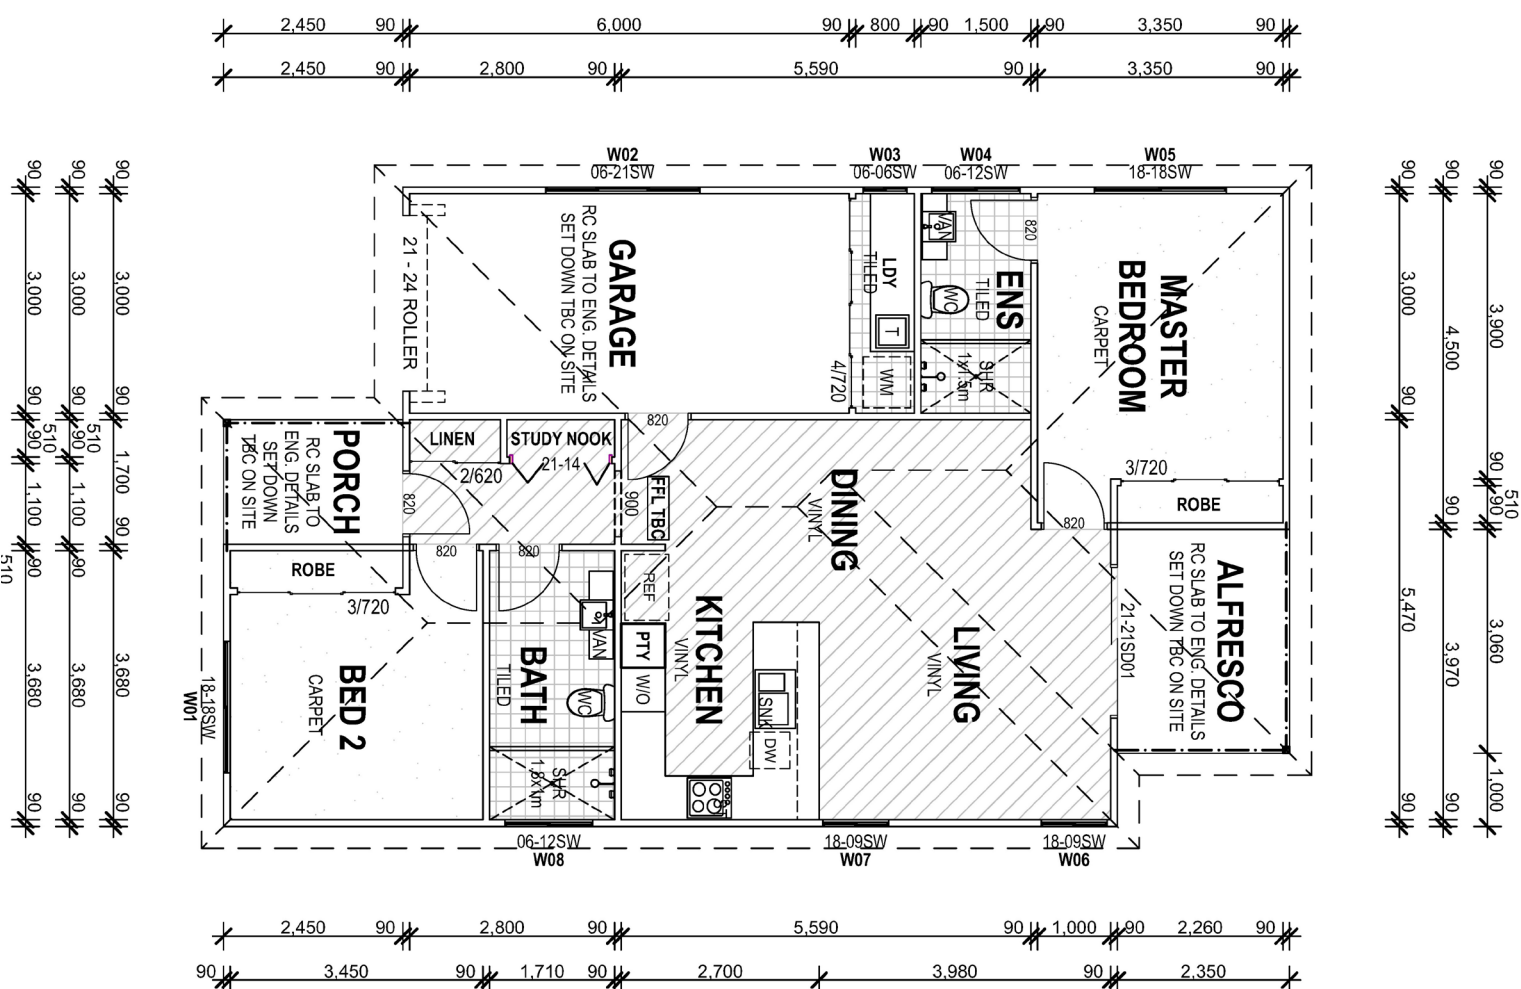 2,450 90 6,000 90 800 90 1,500 90 3,350 90
2,450 90 2,800 90 5,590 90 3,350 90
W02
06-21SW
W03
06-06SW
W04
06-12SW
W05
18-18SW
90 3,000 90 510 90 1,100 90 3,680 90
510
90 3,000 90 510 90 1,100 90 3,680 90
90 3,000 90 1,700 90 3,680 90
GARAGE
RC SLAB TO ENG. DETAILS
SET DOWN TBC ON SITE
21 - 24 ROLLER
4/720
LDY
TILED
T
WM
VAN
WC
ENS
TILED
SHR
1x1.5m
820
MASTER
BEDROOM
CARPET
3/720
ROBE
820
PORCH
RC SLAB TO
ENG. DETAILS
SET DOWN
TBC ON SITE
LINEN
2/620
STUDY NOOK
21-14
820
820
900
FFL TBC
DINING
VINYL
ROBE
3/720
820
820
BED 2
CARPET
18-18SW
W01
BATH
TILED
VAN
WC
SHR
1.8x1m
REF
PTY
W/O
KITCHEN
VINYL
SNK
DW
LIVING
VINYL
21-21SD01
ALFRESCO
RC SLAB TO ENG. DETAILS
SET DOWN TBC ON SITE
06-12SW
W08
18-09SW
W07
18-09SW
W06
90 3,000 90 5,470 90
90 4,500 90 3,970 90
90 3,900 90 510 90 3,060 1,000 90
2,450 90 2,800 90 5,590 90 1,000 90 2,260 90
90 3,450 90 1,710 90 2,700 3,980 90 2,350